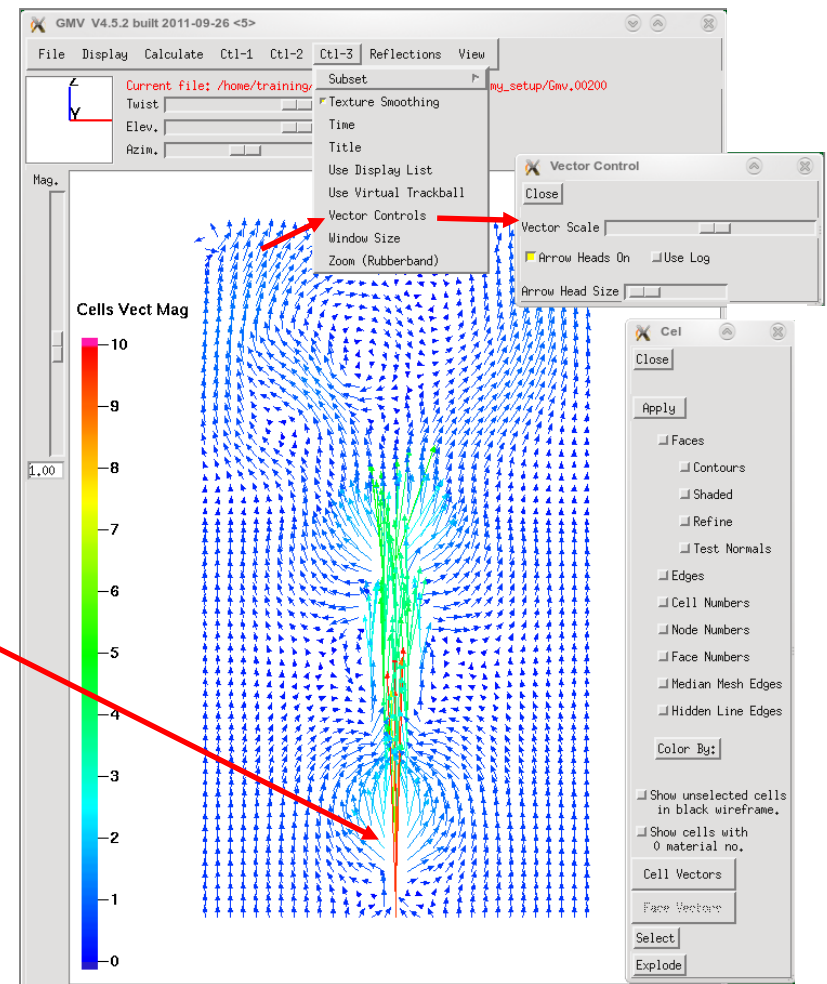 GMV V4.5.2 built 2011-09-26 <5>
File Display Calculate Ctl-1 Ctl-2 Ctl-3 Reflections View
Current file: /home/training/ my_setup/Gmv.00200
Z
Y
Twist
Elev.
Azim.
Subset
Texture Smoothing
Time
Title
Use Display List
Use Virtual Trackball
Vector Controls
Window Size
Zoom (Rubberband)
Mag.
1.00
Vector Control
Close
Vector Scale
Arrow Heads On Use Log
Arrow Head Size
Cells Vect Mag
10
9
8
7
6
5
4
3
2
1
0
Cel
Close
Apply
Faces
Contours
Shaded
Refine
Test Normals
Edges
Cell Numbers
Node Numbers
Face Numbers
Median Mesh Edges
Hidden Line Edges
Color By:
Show unselected cells
in black wireframe.
Show cells with
0 material no.
Cell Vectors
Face Vectors
Select
Explode